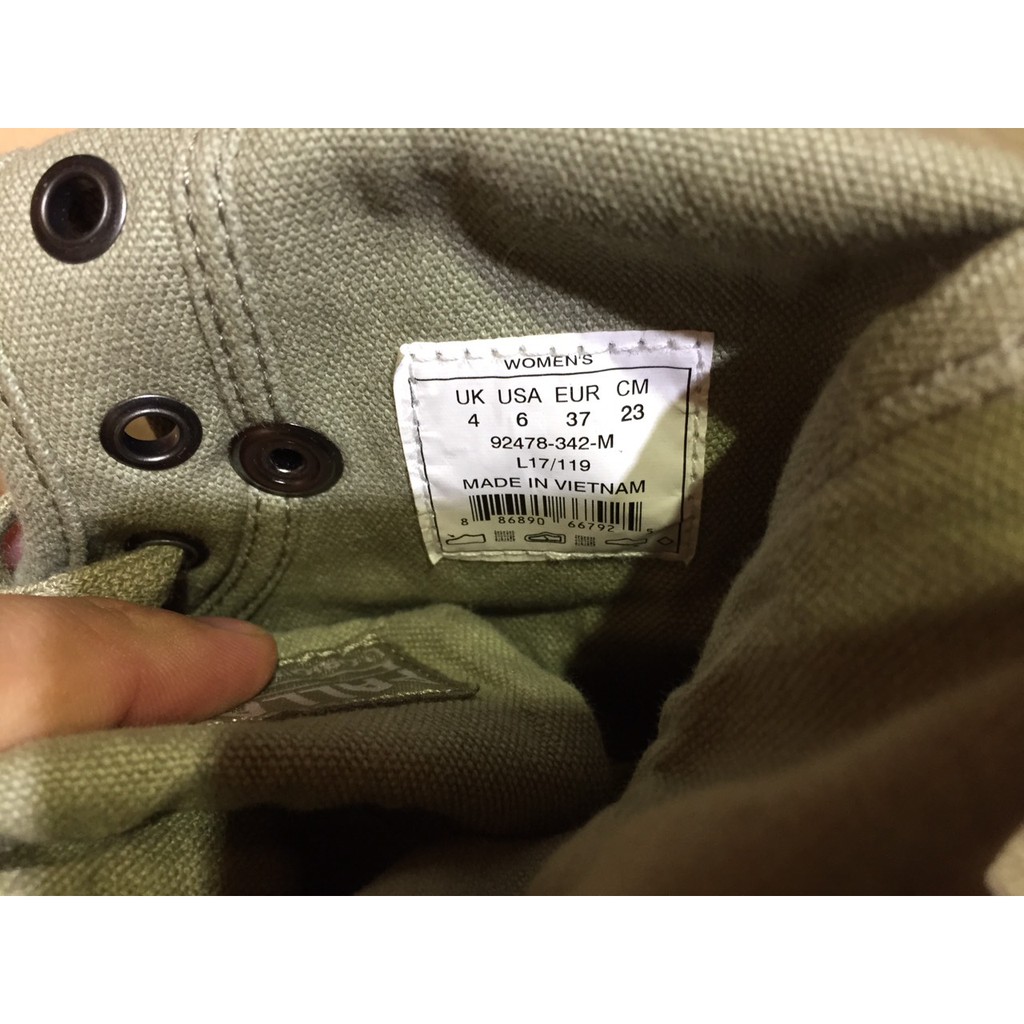 WOMEN'S
UK USA EUR CM
4 6 37 23
92478-342-M
L17/119
MADE IN VIETNAM
8 86890 66792 5